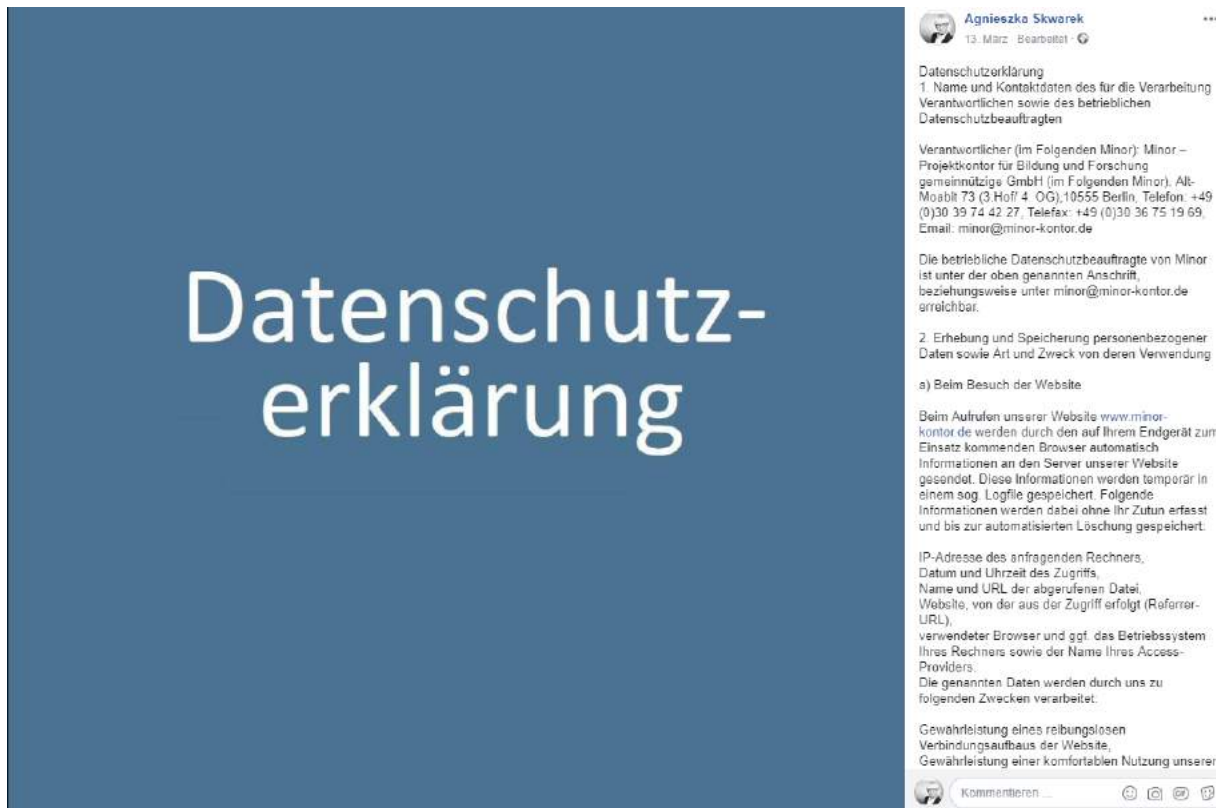 Datenschutz-
erklärung
Agnieszka Skwarek
13. März · Bearbeitet ·
Datenschutzerklärung
1. Name und Kontaktdaten des für die Verarbeitung
Verantwortlichen sowie des betrieblichen
Datenschutzbeauftragten
Verantwortlicher (im Folgenden Minor): Minor –
Projektkontor für Bildung und Forschung
gemeinnützige GmbH (im Folgenden Minor), Alt-
Moabit 73 (3.Hof/ 4. OG),10555 Berlin, Telefon: +49
(0)30 39 74 42 27, Telefax: +49 (0)30 36 75 19 69,
Email: minor@minor-kontor.de
Die betriebliche Datenschutzbeauftragte von Minor
ist unter der oben genannten Anschrift,
beziehungsweise unter minor@minor-kontor.de
erreichbar.
2. Erhebung und Speicherung personenbezogener
Daten sowie Art und Zweck von deren Verwendung
a) Beim Besuch der Website
Beim Aufrufen unserer Website www.minor-
kontor.de werden durch den auf Ihrem Endgerät zum
Einsatz kommenden Browser automatisch
Informationen an den Server unserer Website
gesendet. Diese Informationen werden temporär in
einem sog. Logfile gespeichert. Folgende
Informationen werden dabei ohne Ihr Zutun erfasst
und bis zur automatisierten Löschung gespeichert:
IP-Adresse des anfragenden Rechners,
Datum und Uhrzeit des Zugriffs,
Name und URL der abgerufenen Datei,
Website, von der aus der Zugriff erfolgt (Referrer-
URL),
verwendeter Browser und ggf. das Betriebssystem
Ihres Rechners sowie der Name Ihres Access-
Providers.
Die genannten Daten werden durch uns zu
folgenden Zwecken verarbeitet:
Gewährleistung eines reibungslosen
Verbindungsaufbaus der Website,
Gewährleistung einer komfortablen Nutzung unserer
Kommentieren ...
GIF